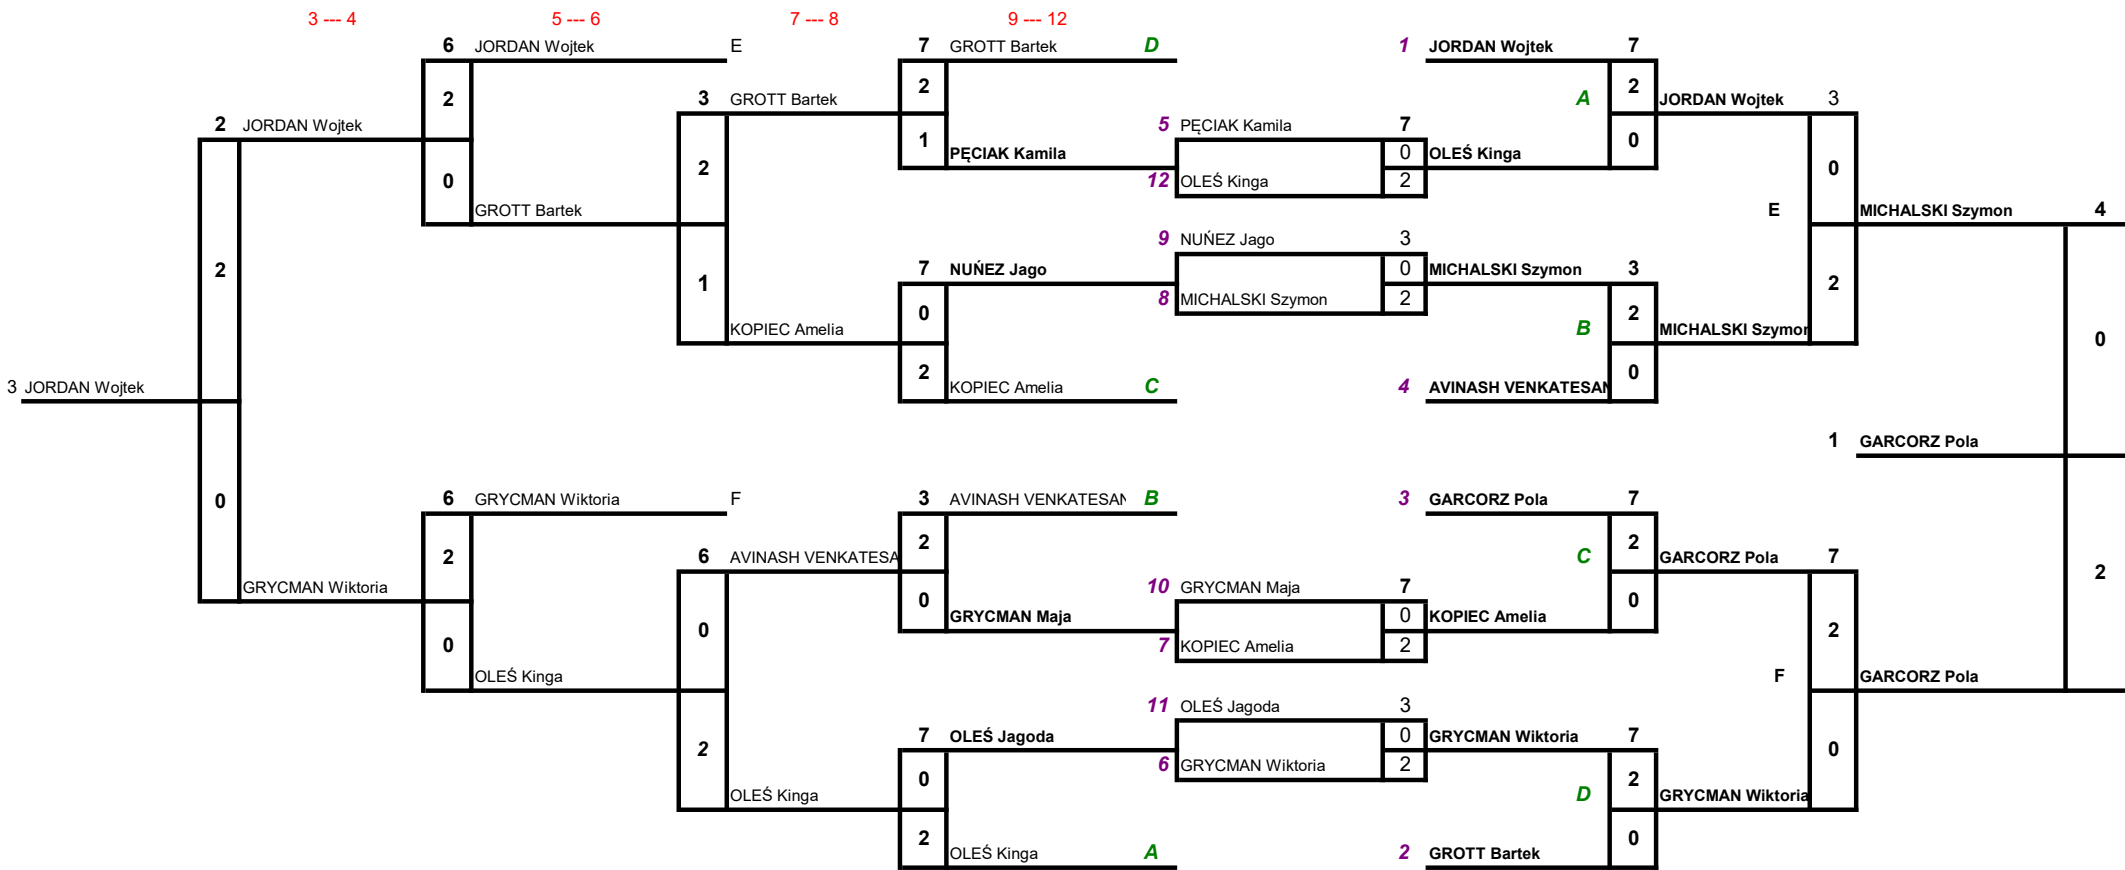 3 --- 4 5 --- 6 7 --- 8 9 --- 12
6 JORDAN Wojtek E 7 GROTT Bartek D 1 JORDAN Wojtek 7
2 2 2
3 GROTT Bartek A JORDAN Wojtek 3
2 JORDAN Wojtek 5 PĘCIAK Kamila 7
1 PĘCIAK Kamila 0 OLEŚ Kinga 0
0 2 12 OLEŚ Kinga 2 0
GROTT Bartek E MICHALSKI Szymon 4
9 NUŃEZ Jago 3
2 1 7 NUŃEZ Jago 0 MICHALSKI Szymon 3 2
8 MICHALSKI Szymon 2
0 2
KOPIEC Amelia B MICHALSKI Szymon 0
2 0
3 JORDAN Wojtek KOPIEC Amelia C 4 AVINASH VENKATESAN
1 GARCORZ Pola
0 6 GRYCMAN Wiktoria F 3 AVINASH VENKATESAN B 3 GARCORZ Pola 7
2 2 2
6 AVINASH VENKATESA C GARCORZ Pola 7
GRYCMAN Wiktoria 10 GRYCMAN Maja 7 2
0 0
GRYCMAN Maja 0 KOPIEC Amelia
0 0 7 KOPIEC Amelia 2 2
OLEŚ Kinga F GARCORZ Pola
11 OLEŚ Jagoda 3
2 7 OLEŚ Jagoda 0 GRYCMAN Wiktoria 7 0
6 GRYCMAN Wiktoria 2
0 2
OLEŚ Kinga D GRYCMAN Wiktoria
2 0
OLEŚ Kinga A 2 GROTT Bartek